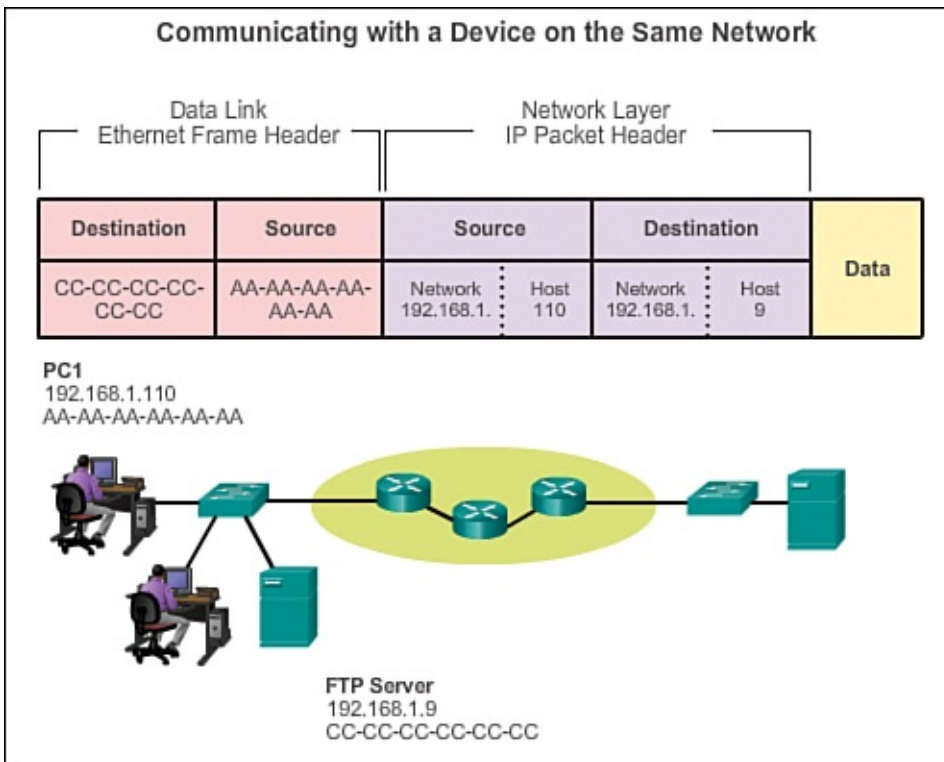 Communicating with a Device on the Same Network
Data Link
Ethernet Frame Header
Network Layer
IP Packet Header
Destination
Source
Source
Destination
Data
CC-CC-CC-CC-
CC-CC
AA-AA-AA-AA-
AA-AA
Network
192.168.1.
Host
110
Network
192.168.1.
Host
9
PC1
192.168.1.110
AA-AA-AA-AA-AA-AA
FTP Server
192.168.1.9
CC-CC-CC-CC-CC-CC